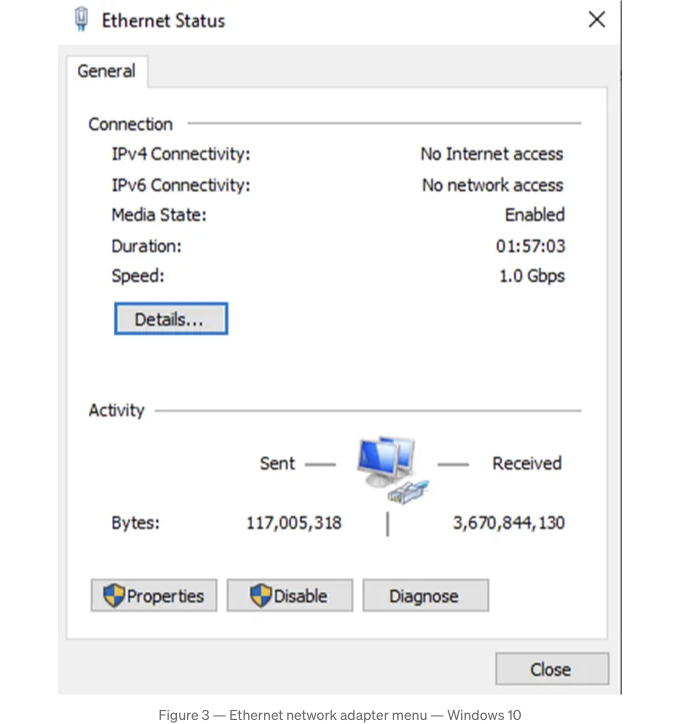 Ethernet Status
General
Connection
IPv4 Connectivity: No Internet access
IPv6 Connectivity: No network access
Media State: Enabled
Duration: 01:57:03
Speed: 1.0 Gbps
Details...
Activity
Sent Received
Bytes: 117,005,318 3,670,844,130
Properties Disable Diagnose
Close
Figure 3 — Ethernet network adapter menu — Windows 10